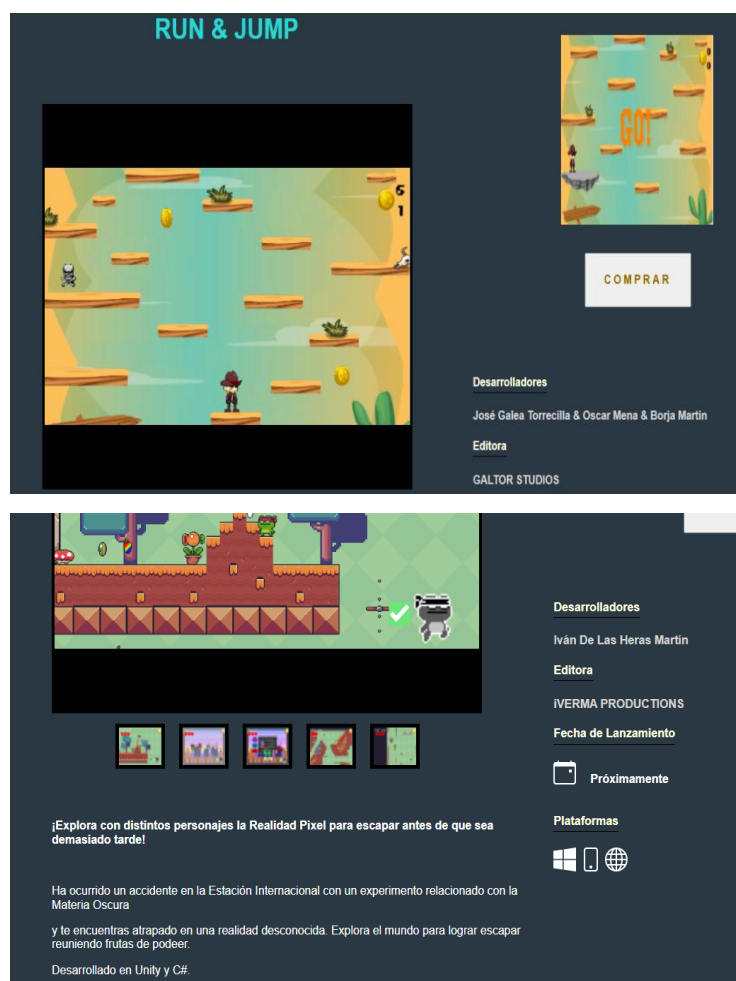 RUN & JUMP
6
1
0
0
GO!
COMPRAR
Desarrolladores
José Galea Torrecilla & Oscar Mena & Borja Martin
Editora
GALTOR STUDIOS
Desarrolladores
Iván De Las Heras Martín
Editora
iVERMA PRODUCTIONS
Fecha de Lanzamiento
Próximamente
Plataformas
¡Explora con distintos personajes la Realidad Pixel para escapar antes de que sea
demasiado tarde!
Ha ocurrido un accidente en la Estación Internacional con un experimento relacionado con la
Materia Oscura
y te encuentras atrapado en una realidad desconocida. Explora el mundo para lograr escapar
reuniendo frutas de podeer.
Desarrollado en Unity y C#.